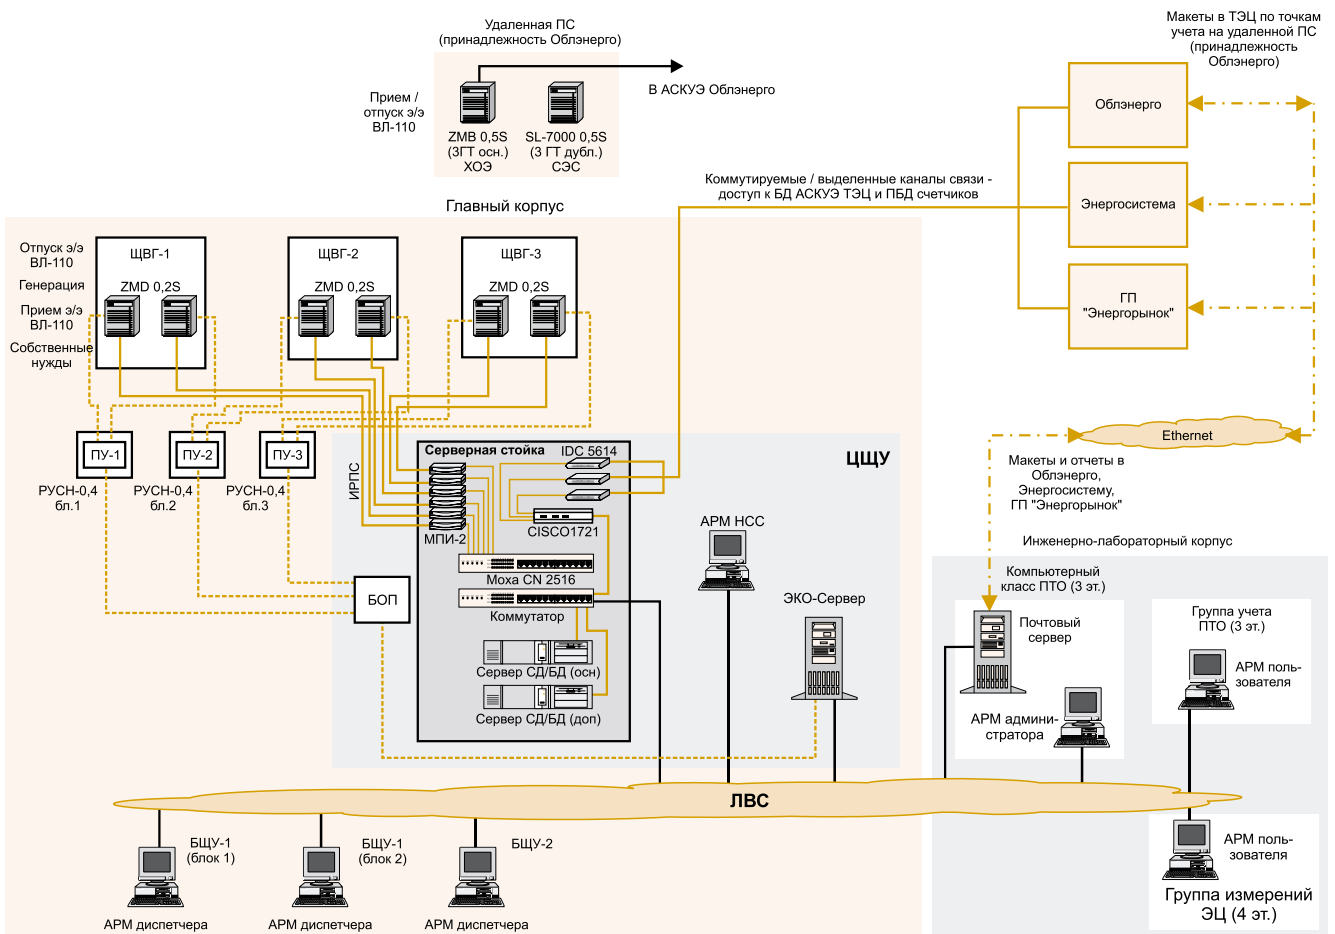 Удаленная ПС
(принадлежность Облэнерго)
Прием /
отпуск э/э
ВЛ-110
ZMB 0,5S
(3ГТ осн.)
ХОЭ
SL-7000 0,5S
(3 ГТ дубл.)
СЭС
В АСКУЭ Облэнерго
Макеты в ТЭЦ по точкам
учета на удаленной ПС
(принадлежность
Облэнерго)
Облэнерго
Энергосистема
ГП
"Энергорынок"
Коммутируемые / выделенные каналы связи -
доступ к БД АСКУЭ ТЭЦ и ПБД счетчиков
Главный корпус
Отпуск э/э
ВЛ-110
Генерация
Прием э/э
ВЛ-110
Собственные
нужды
ЩВГ-1
ZMD 0,2S
ЩВГ-2
ZMD 0,2S
ЩВГ-3
ZMD 0,2S
ПУ-1
ПУ-2
ПУ-3
РУСН-0,4
бл.1
РУСН-0,4
бл.2
РУСН-0,4
бл.3
ИРПС
Серверная стойка
IDC 5614
МПИ-2
CISCO1721
Моха CN 2516
Коммутатор
Сервер СД/БД (осн)
Сервер СД/БД (доп)
БОП
ЦЩУ
АРМ НСС
ЭКО-Сервер
Ethernet
Макеты и отчеты в
Облэнерго,
Энергосистему,
ГП "Энергорынок"
Инженерно-лабораторный корпус
Компьютерный
класс ПТО (3 эт.)
Почтовый
сервер
АРМ админи-
стратора
Группа учета
ПТО (3 эт.)
АРМ поль-
зователя
ЛВС
БЩУ-1
(блок 1)
АРМ диспетчера
БЩУ-1
(блок 2)
АРМ диспетчера
БЩУ-2
АРМ диспетчера
АРМ поль-
зователя
Группа измерений
ЭЦ (4 эт.)